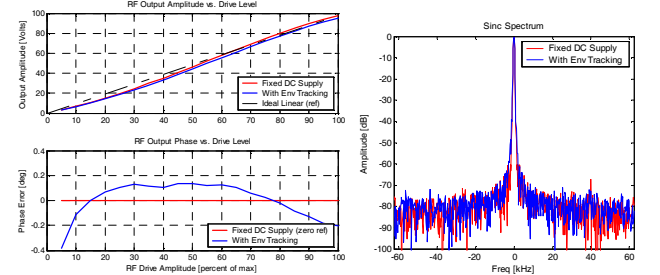 RF Output Amplitude vs. Drive Level
Output Amplitude [Volts]
100
80
60
40
20
0
0 10 20 30 40 50 60 70 80 90 100
Fixed DC Supply
With Env Tracking
Ideal Linear (ref)
RF Output Phase vs. Drive Level
Phase Error [deg]
0.4
0.2
0
-0.2
-0.4
0 10 20 30 40 50 60 70 80 90 100
Fixed DC Supply (zero ref)
With EnvTracking
RF Drive Amplitude [percent of max]
Sinc Spectrum
Amplitude [dB]
0
-10
-20
-30
-40
-50
-60
-70
-80
-90
-100
-60 -40 -20 0 20 40 60
Fixed DC Supply
With Env Tracking
Freq [kHz]